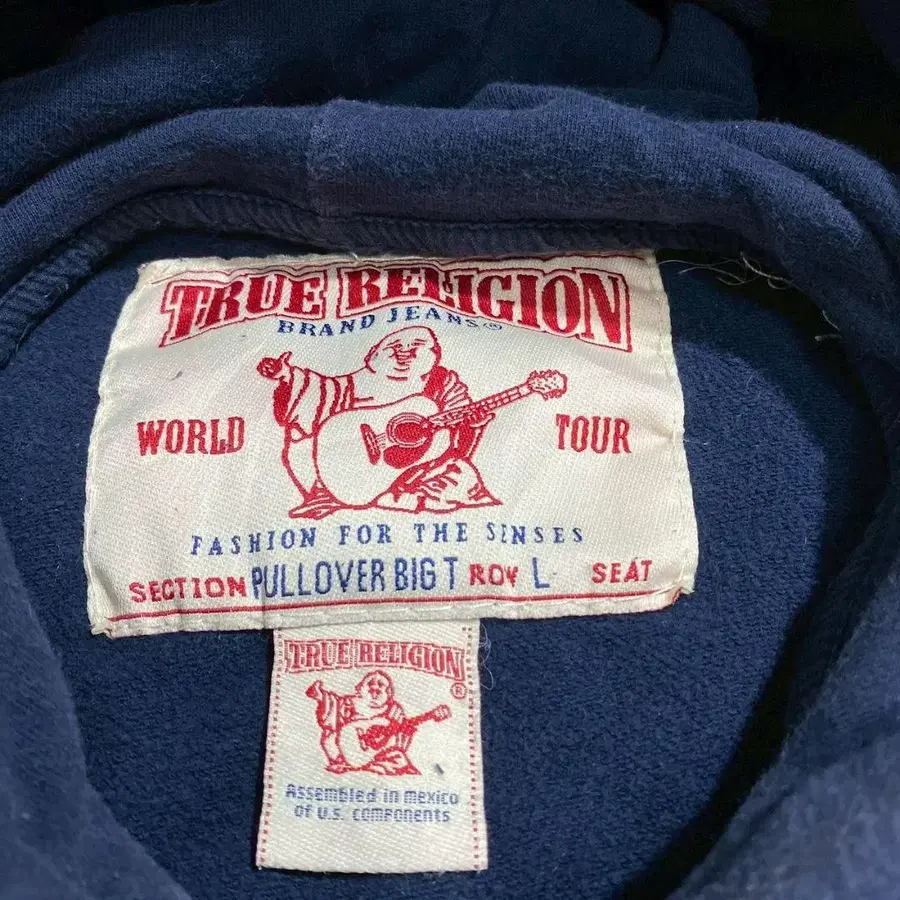 TRUE RELIGION
BRAND JEANS®
WORLD TOUR
FASHION FOR THE SENSES
SECTION PULLOVER BIG T ROW L SEAT
TRUE RELIGION
®
Assembled in mexico
of U.S. components